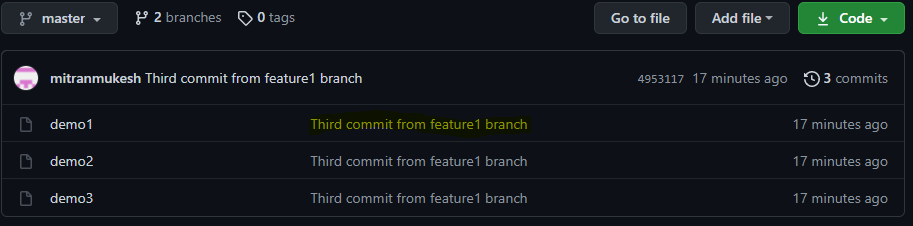 master 2 branches 0 tags Go to file Add file Code
mitranmukesh Third commit from feature1 branch 4953117 17 minutes ago 3 commits
demo1 Third commit from feature1 branch 17 minutes ago
demo2 Third commit from feature1 branch 17 minutes ago
demo3 Third commit from feature1 branch 17 minutes ago